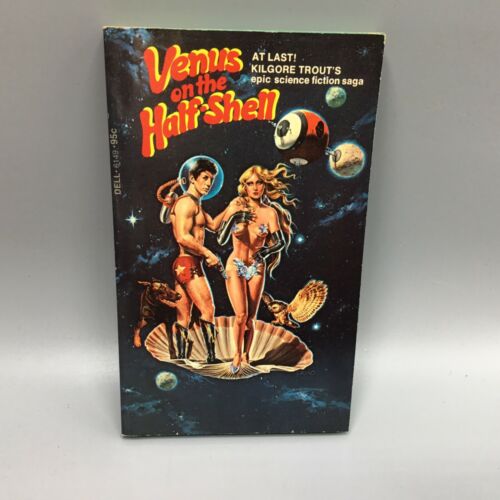 Venus
on the
Half-Shell
AT LAST!
KILGORE TROUT'S
epic science fiction saga
DELL • 6149 • 95c